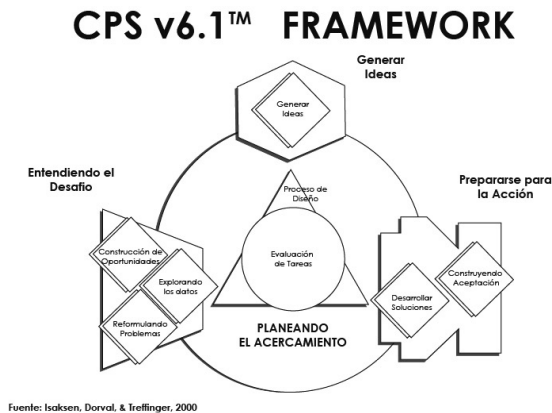 CPS v6.1™ FRAMEWORK
Generar
Ideas
Generar
Ideas
Entendiendo el
Desafio
Prepararse para
la Acción
Proceso de
Diseño
Construcción de
Oportunidades
Explorando
los datos
Reformulando
Problemas
Evaluación
de Tareas
Desarrollar
Soluciones
Construyendo
Aceptación
PLANEANDO
EL ACERCAMIENTO
Fuente: Isaksen, Dorval, & Treffinger, 2000